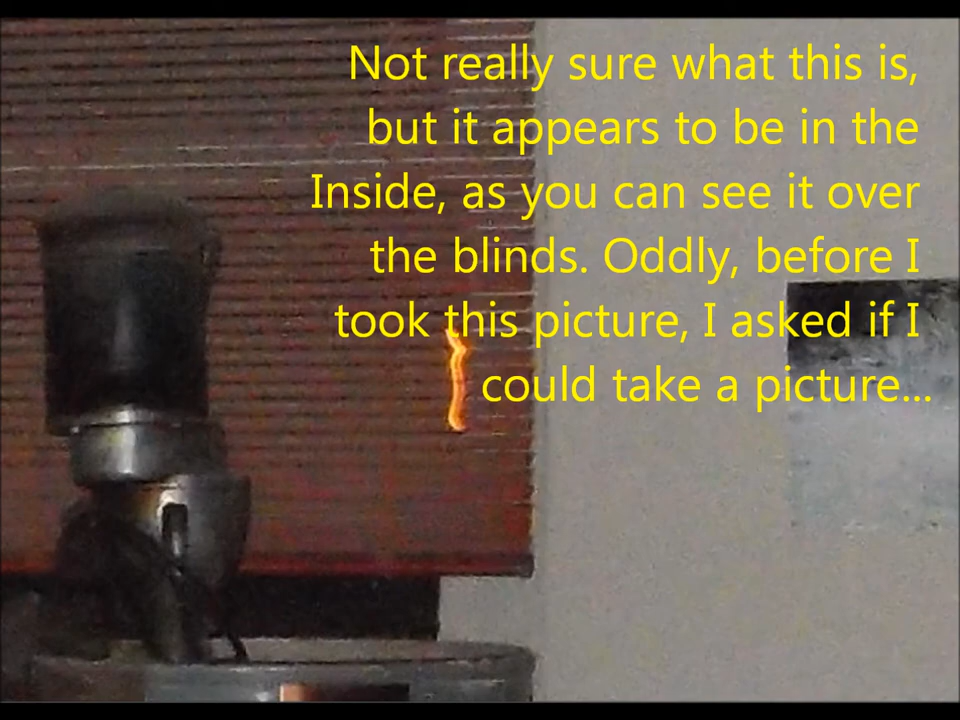 Not really sure what this is,
but it appears to be in the
Inside, as you can see it over
the blinds. Oddly, before I
took this picture, I asked if I
could take a picture...